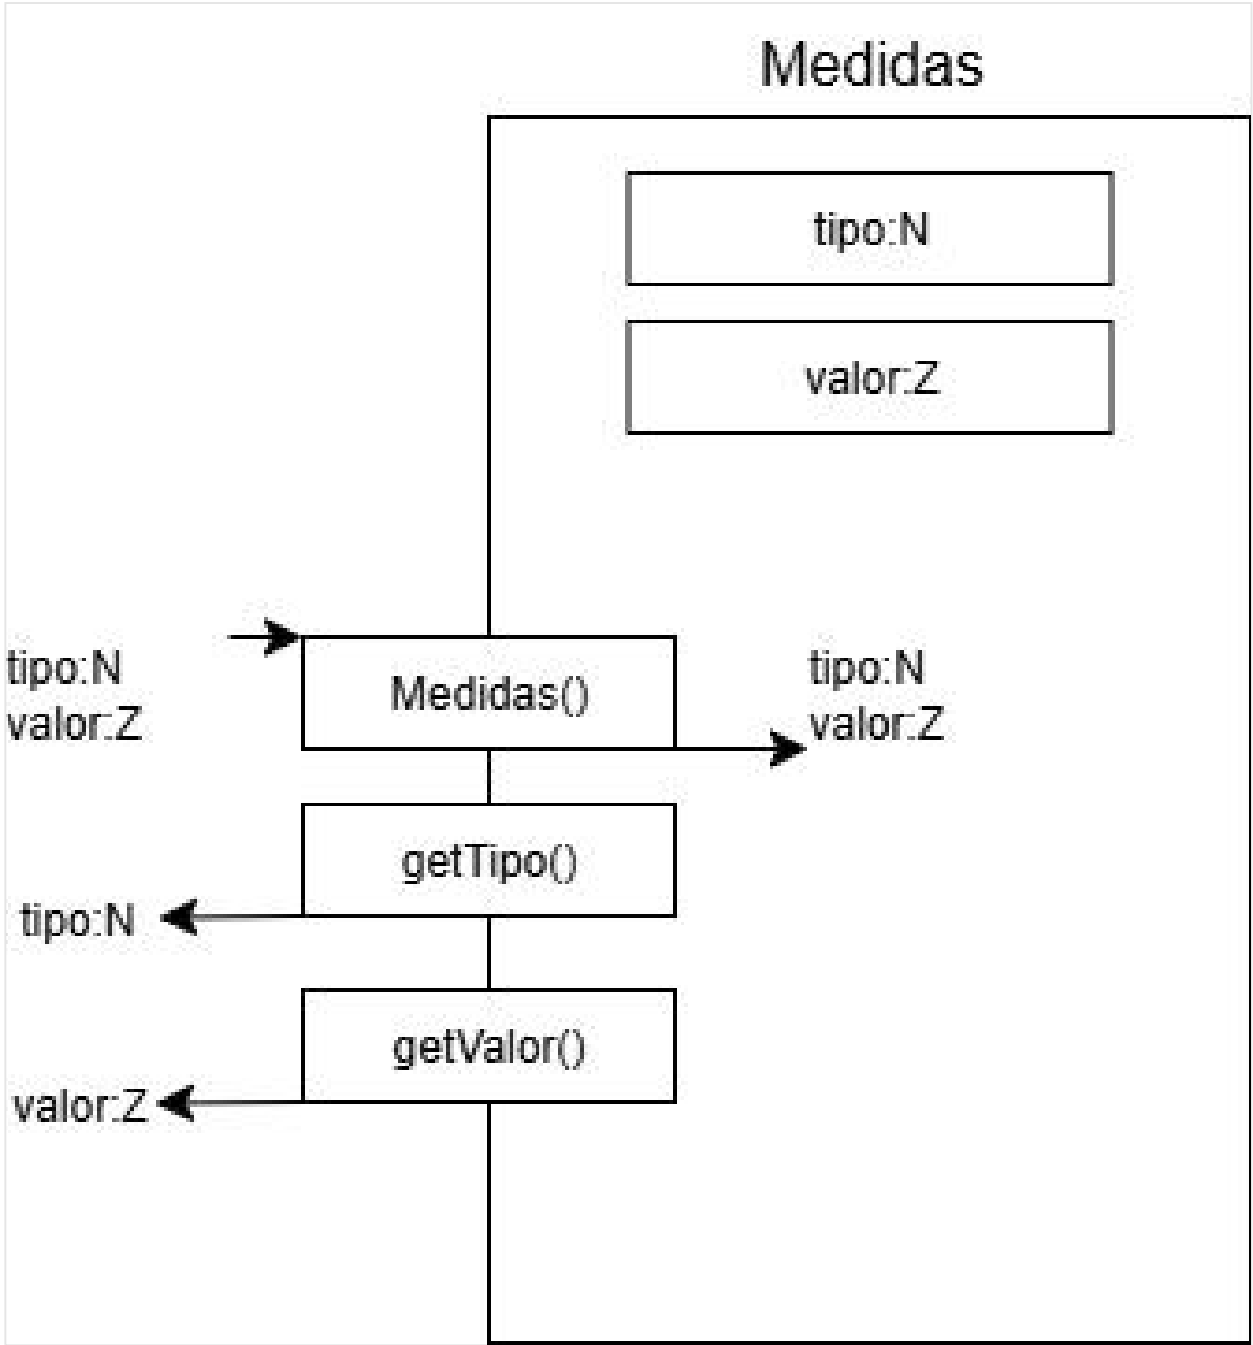 Medidas
tipo:N
valor:Z
tipo:N
valor:Z
Medidas()
tipo:N
valor:Z
getTipo()
tipo:N
getValor()
valor:Z